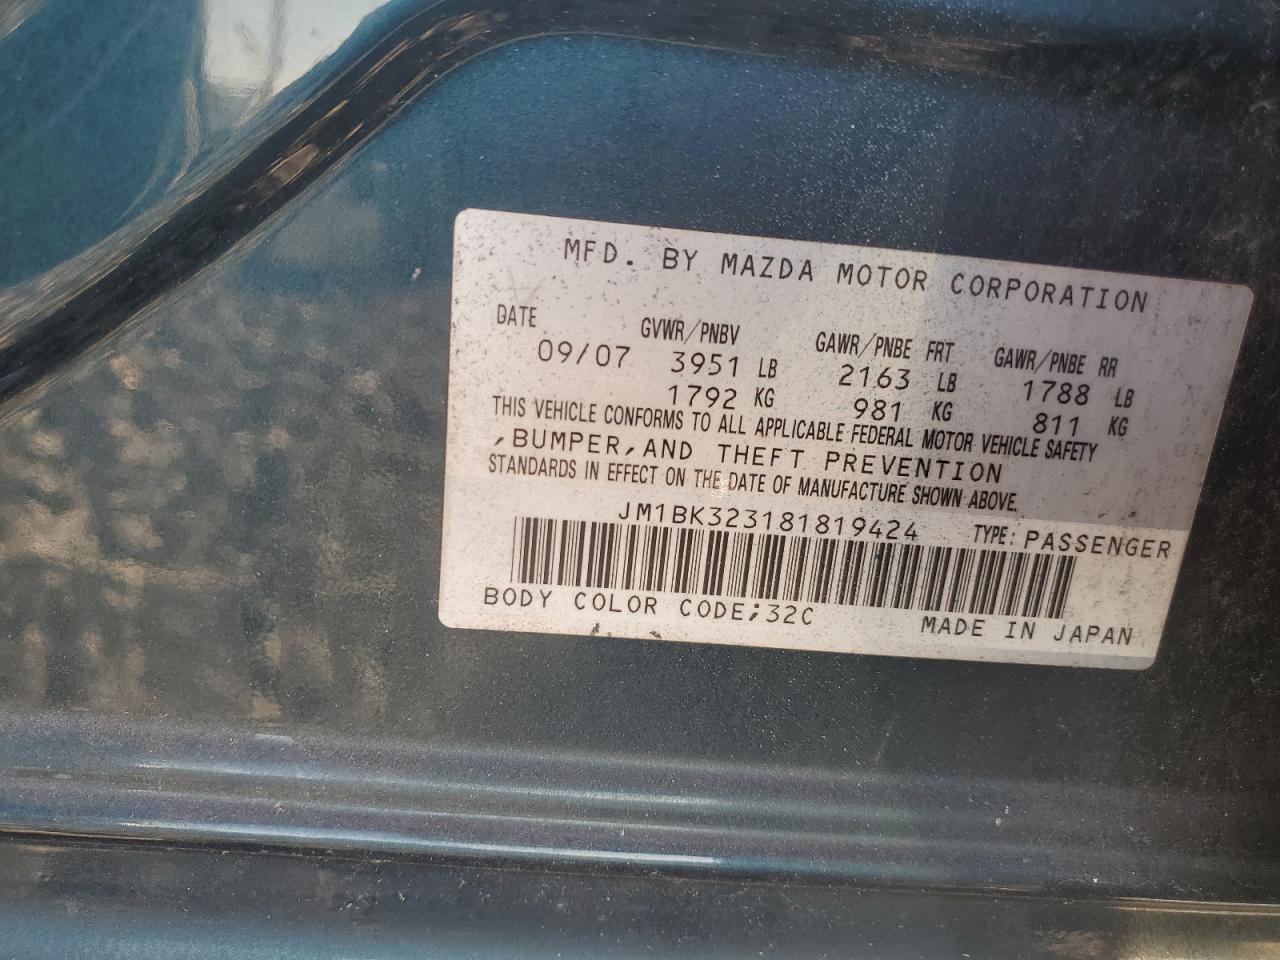 MFD. BY MAZDA MOTOR CORPORATION
DATE GVWR/PNBV GAWR/PNBE FRT GAWR/PNBE RR
09/07 3951 LB 2163 LB 1788 LB
1792 KG 981 KG 811 KG
THIS VEHICLE CONFORMS TO ALL APPLICABLE FEDERAL MOTOR VEHICLE SAFETY
,BUMPER,AND THEFT PREVENTION
STANDARDS IN EFFECT ON THE DATE OF MANUFACTURE SHOWN ABOVE.
JM1BK323181819424 TYPE: PASSENGER
BODY COLOR CODE;32C MADE IN JAPAN